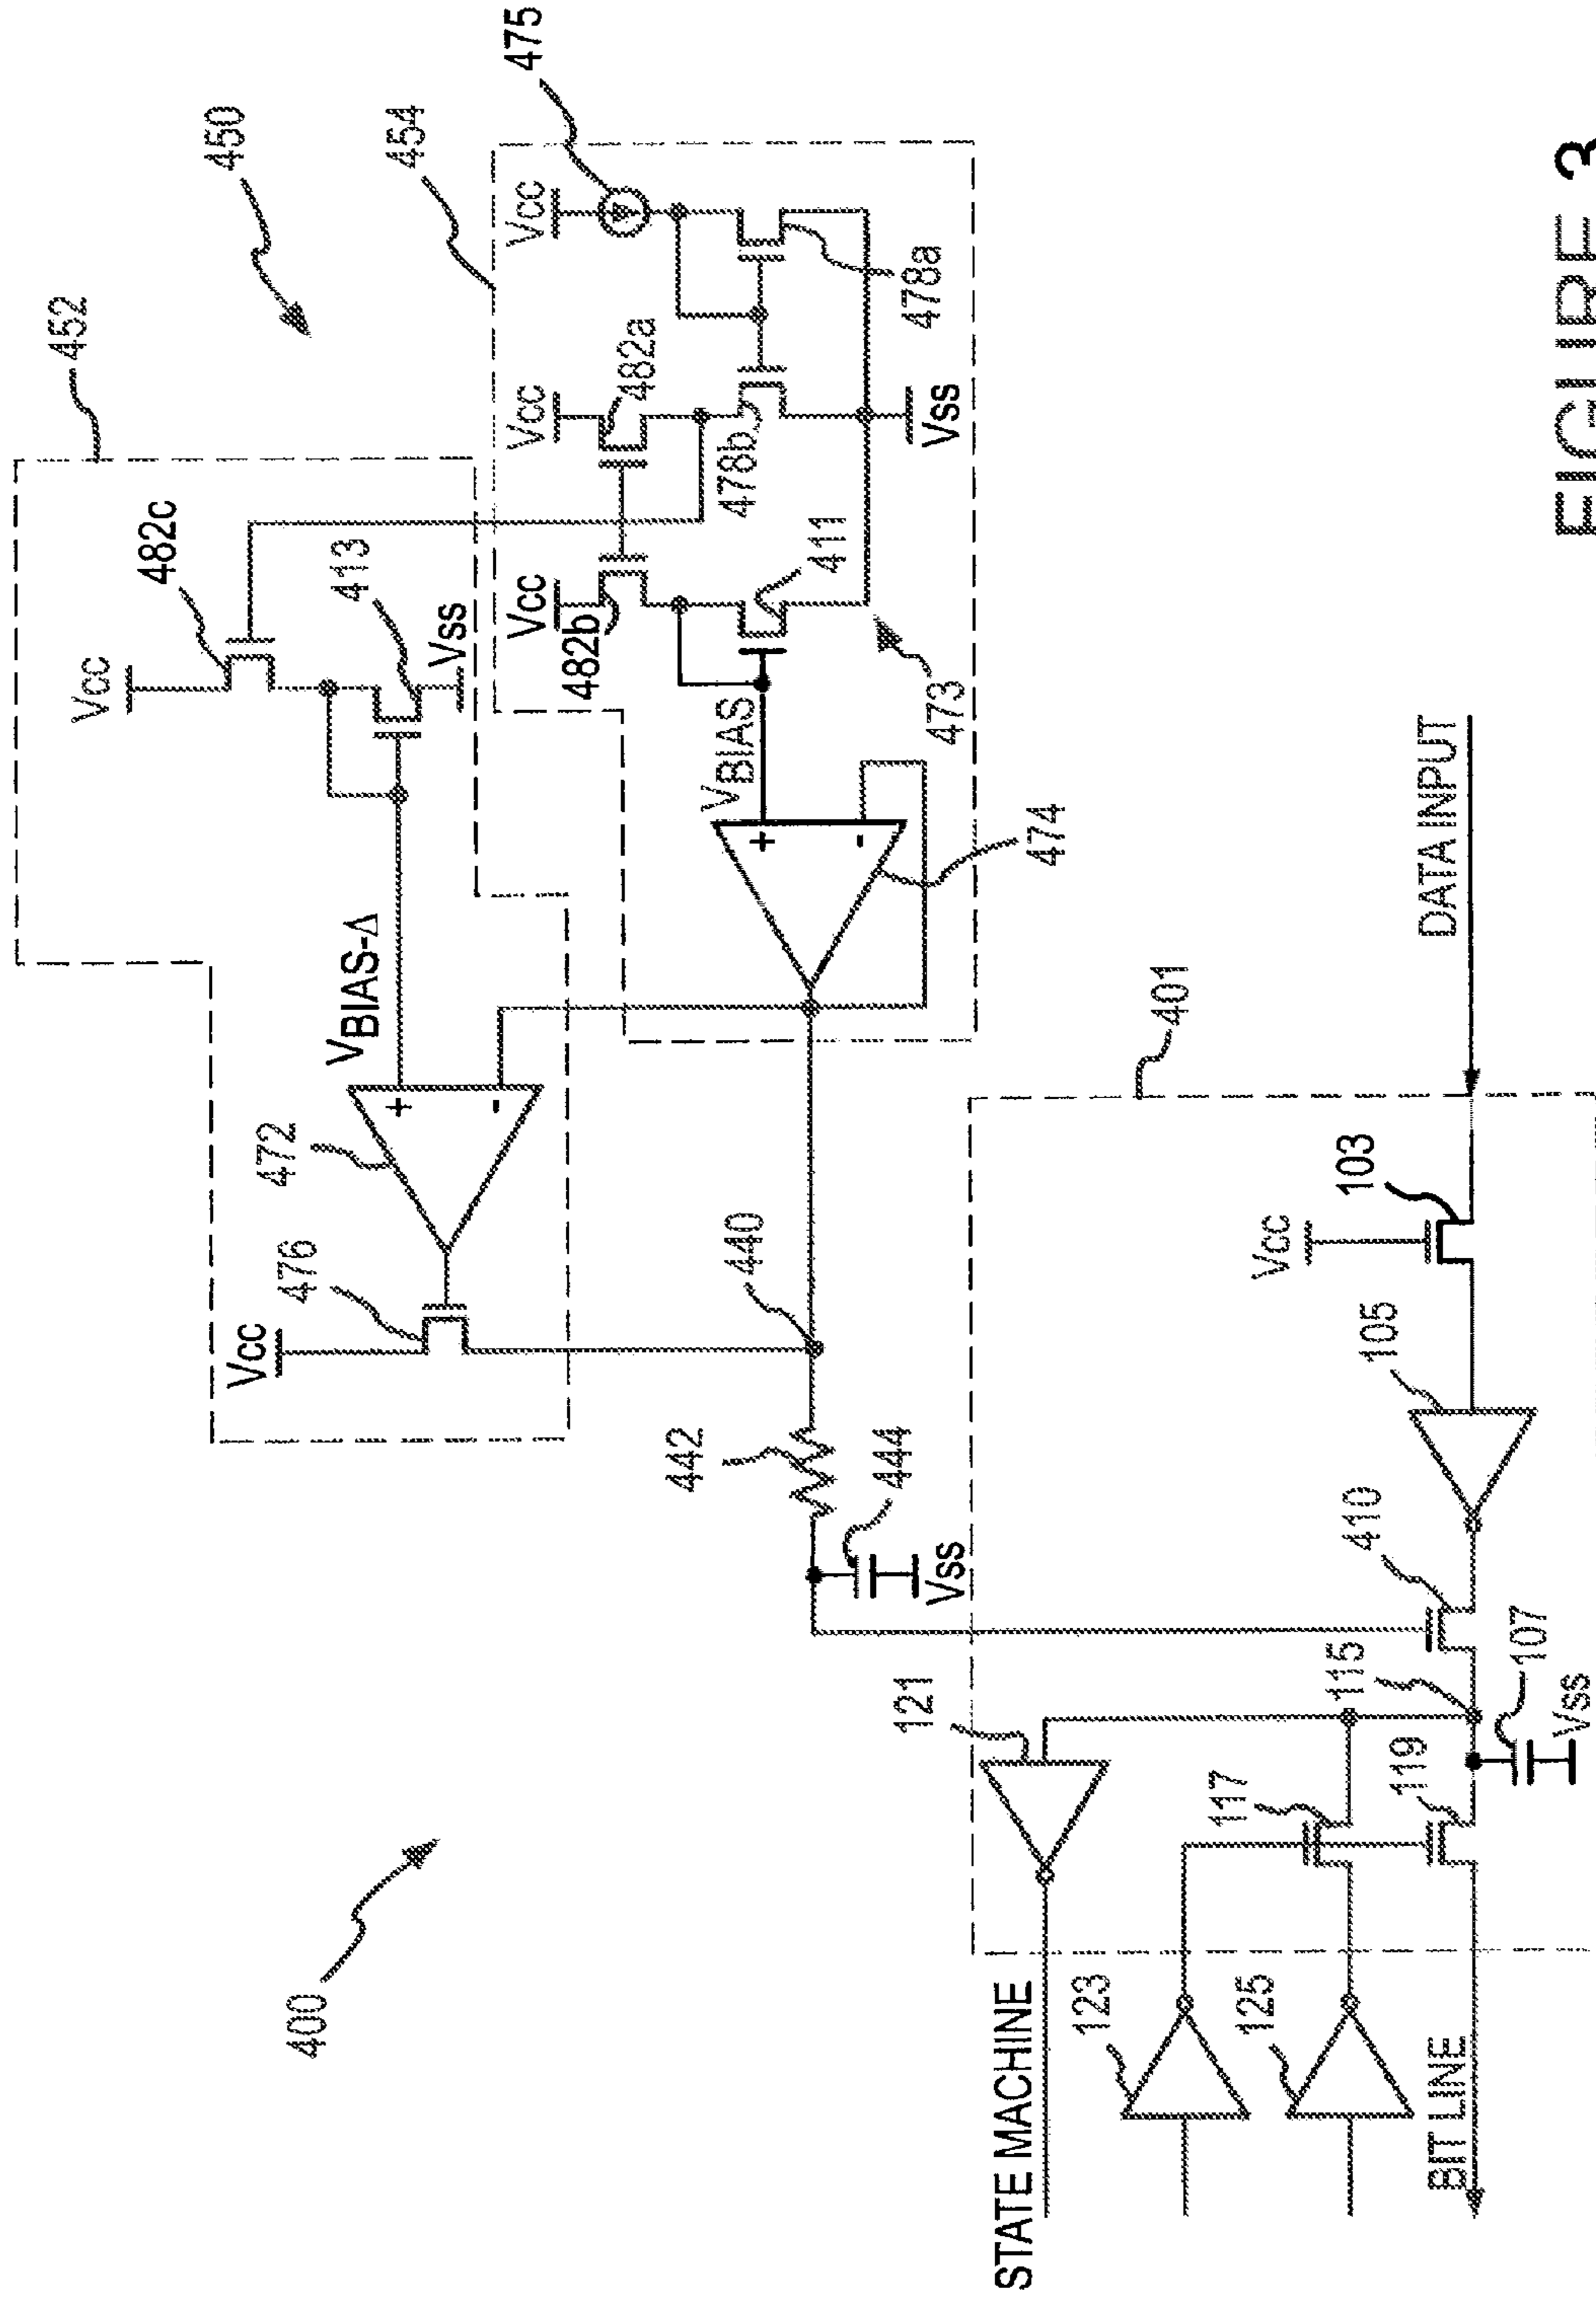 400
450
452
454
475
Vcc
482c
413
Vss
VBIAS-Δ
472
476
Vcc
Vcc
482b
Vcc
482a
Vcc
478b
478a
411
Vss
473
VBIAS
+
-
474
+
-
440
442
444
Vss
401
DATA INPUT
103
Vcc
105
410
115
107
Vss
121
117
119
STATE MACHINE
123
125
BIT LINE
FIGURE 3